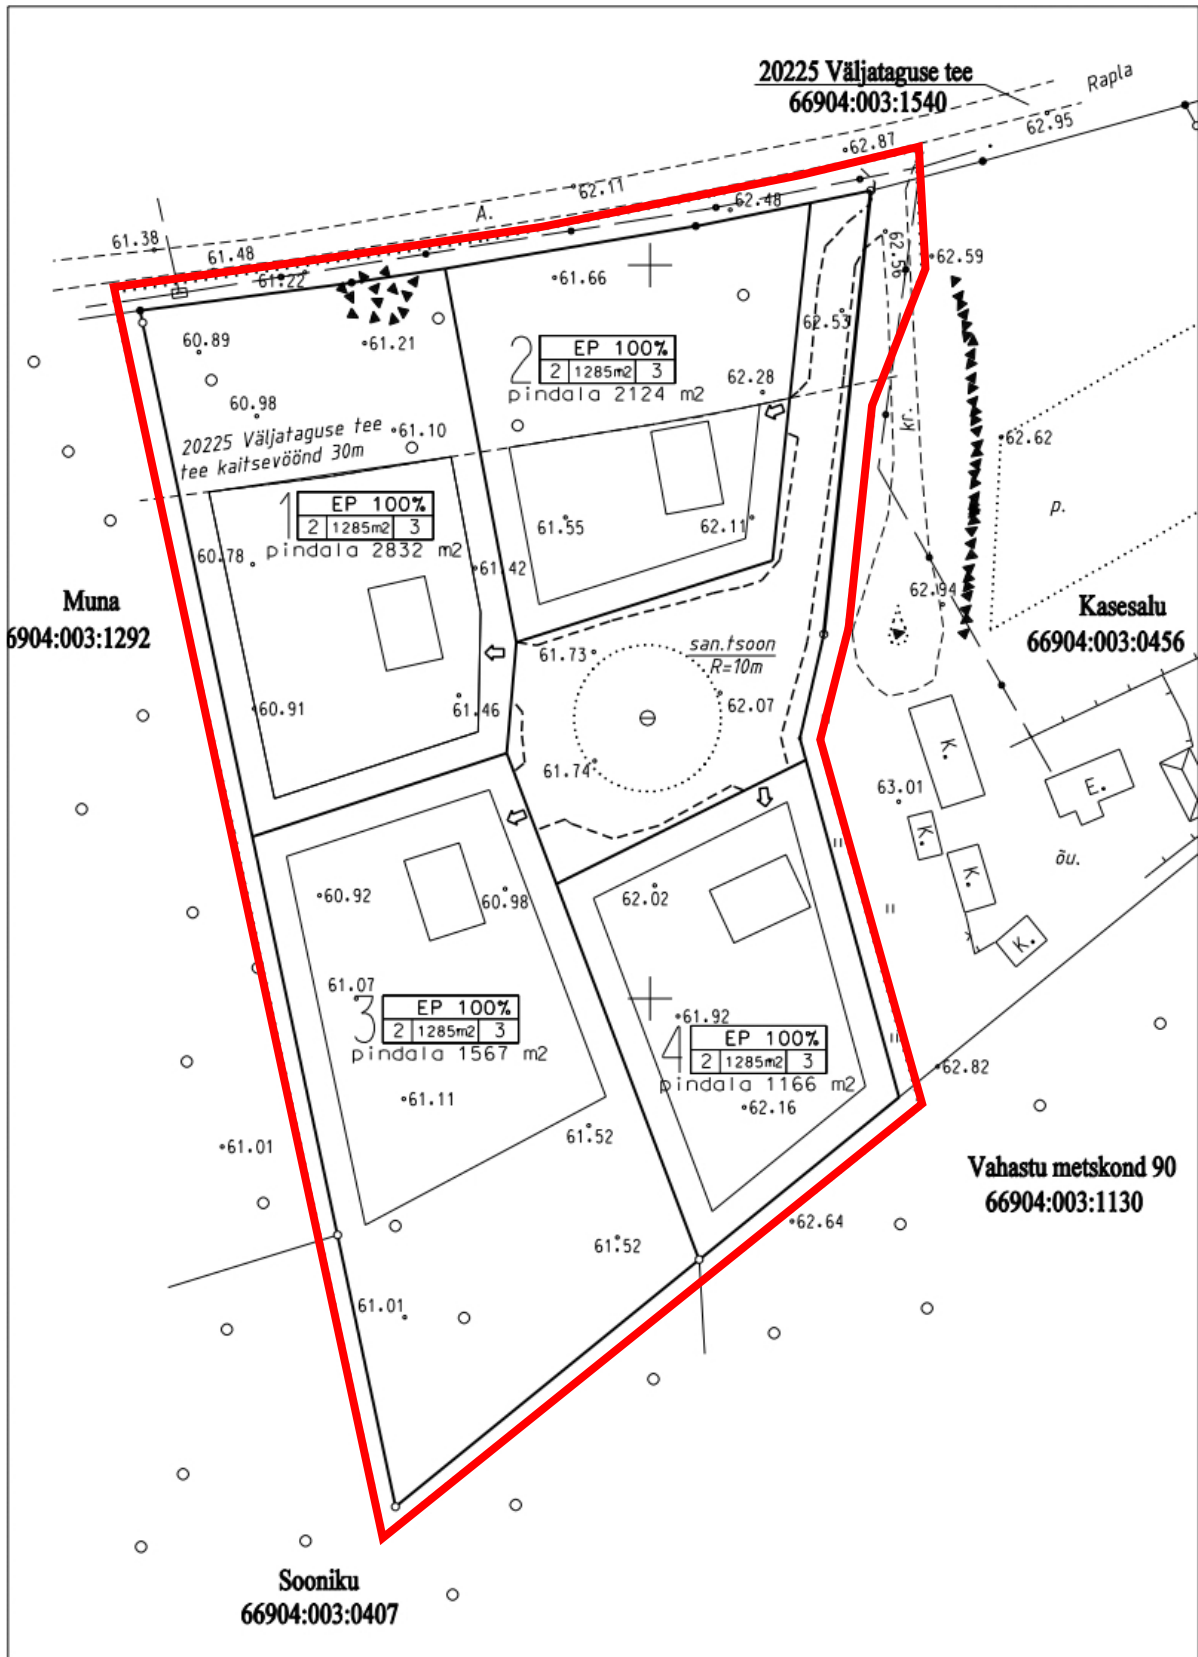 20225 Väljataguse tee
66904:003:1540
Rapla
62.95
62.87
62.11
62.48
A.
61.38
61.48
61.22
62.56
62.59
61.66
62.53
60.89
61.21
2
EP 100%
2 1285m2 3
pindala 2124 m2
62.28
60.98
20225 Väljataguse tee
tee kaitsevöönd 30m
61.10
kr.
62.62
1
EP 100%
2 1285m2 3
pindala 2832 m2
61.55
62.11
p.
60.78
61.42
Muna
6904:003:1292
62.94
Kasesalu
66904:003:0456
san.tsoon
R=10m
61.73
60.91
61.46
62.07
61.74
K.
63.01
E.
K.
õu.
K.
60.92
60.98
62.02
K.
61.07
3
EP 100%
2 1285m2 3
pindala 1567 m2
61.92
4
EP 100%
2 1285m2 3
pindala 1166 m2
62.82
61.11
62.16
61.52
61.01
Vahastu metskond 90
66904:003:1130
62.64
61.52
61.01
Sooniku
66904:003:0407